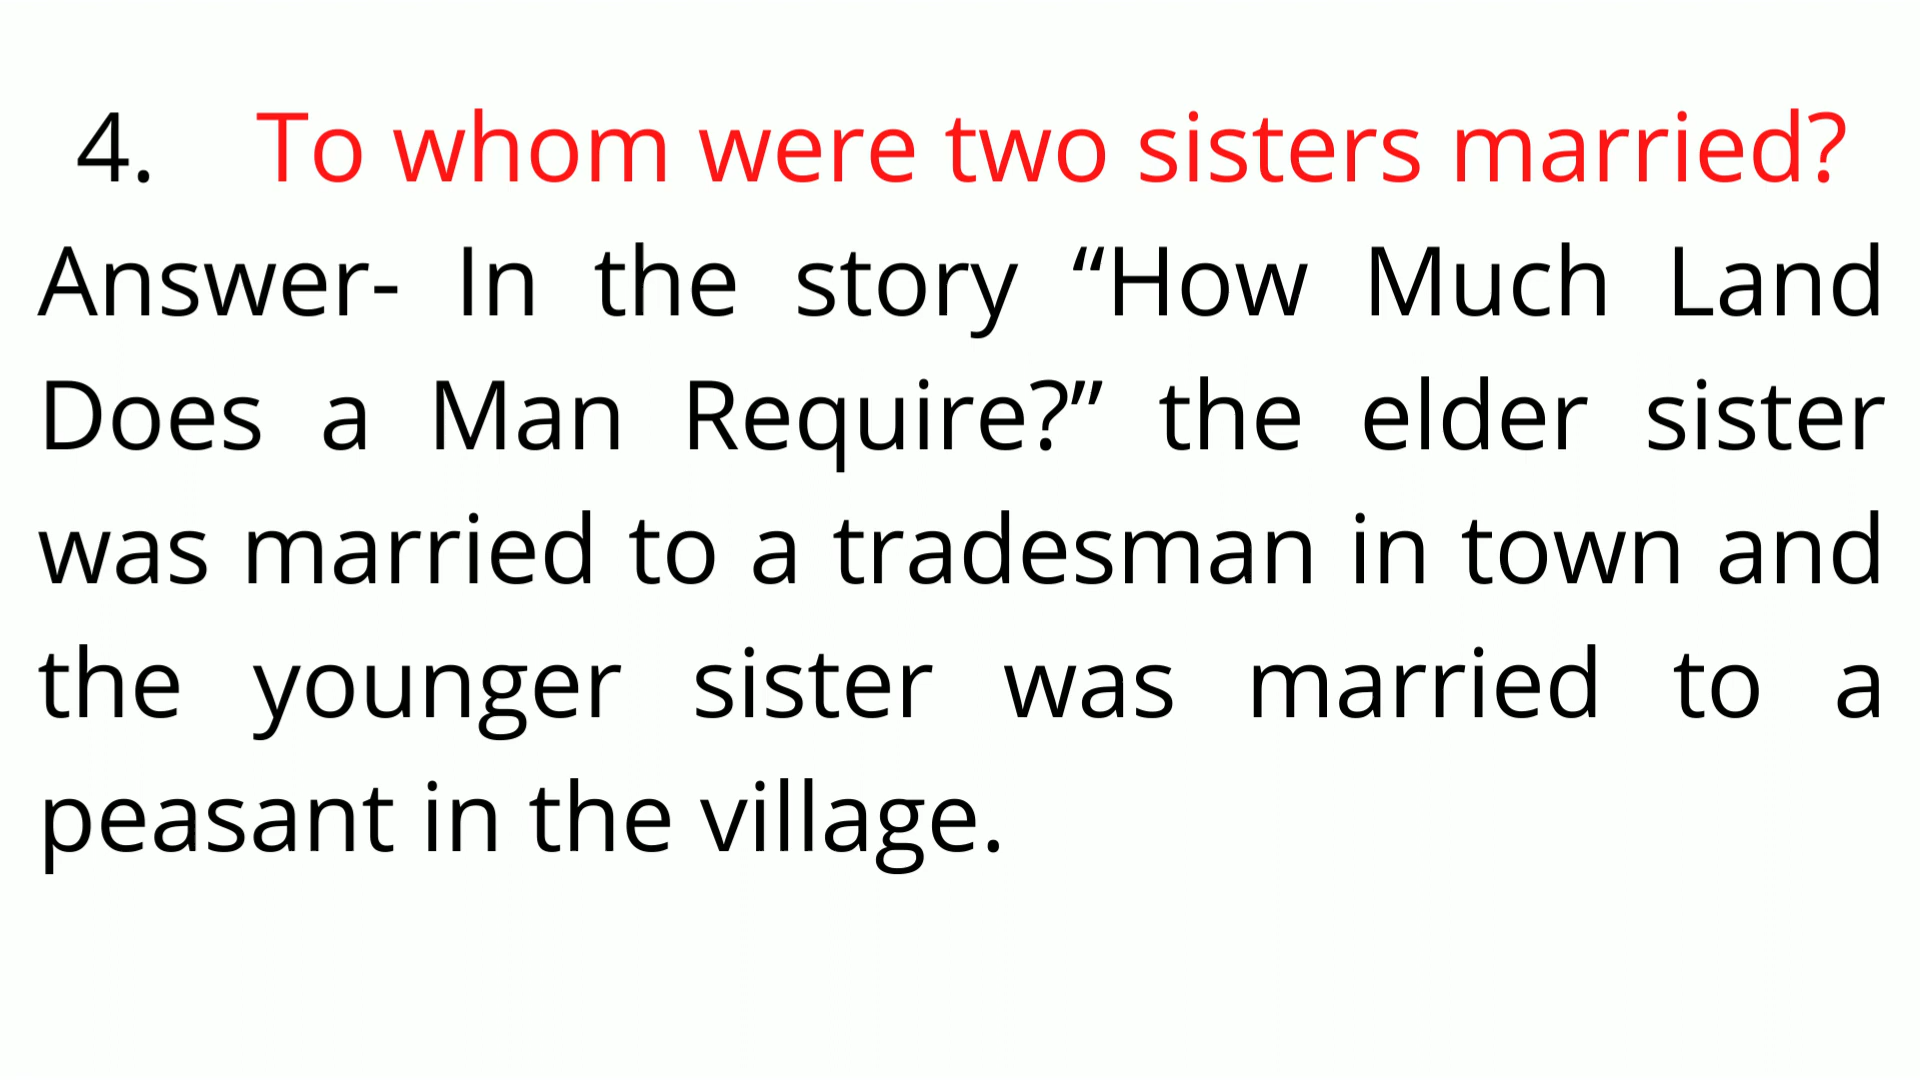 4. To whom were two sisters married?
Answer- In the story “How Much Land
Does a Man Require?” the elder sister
was married to a tradesman in town and
the younger sister was married to a
peasant in the village.